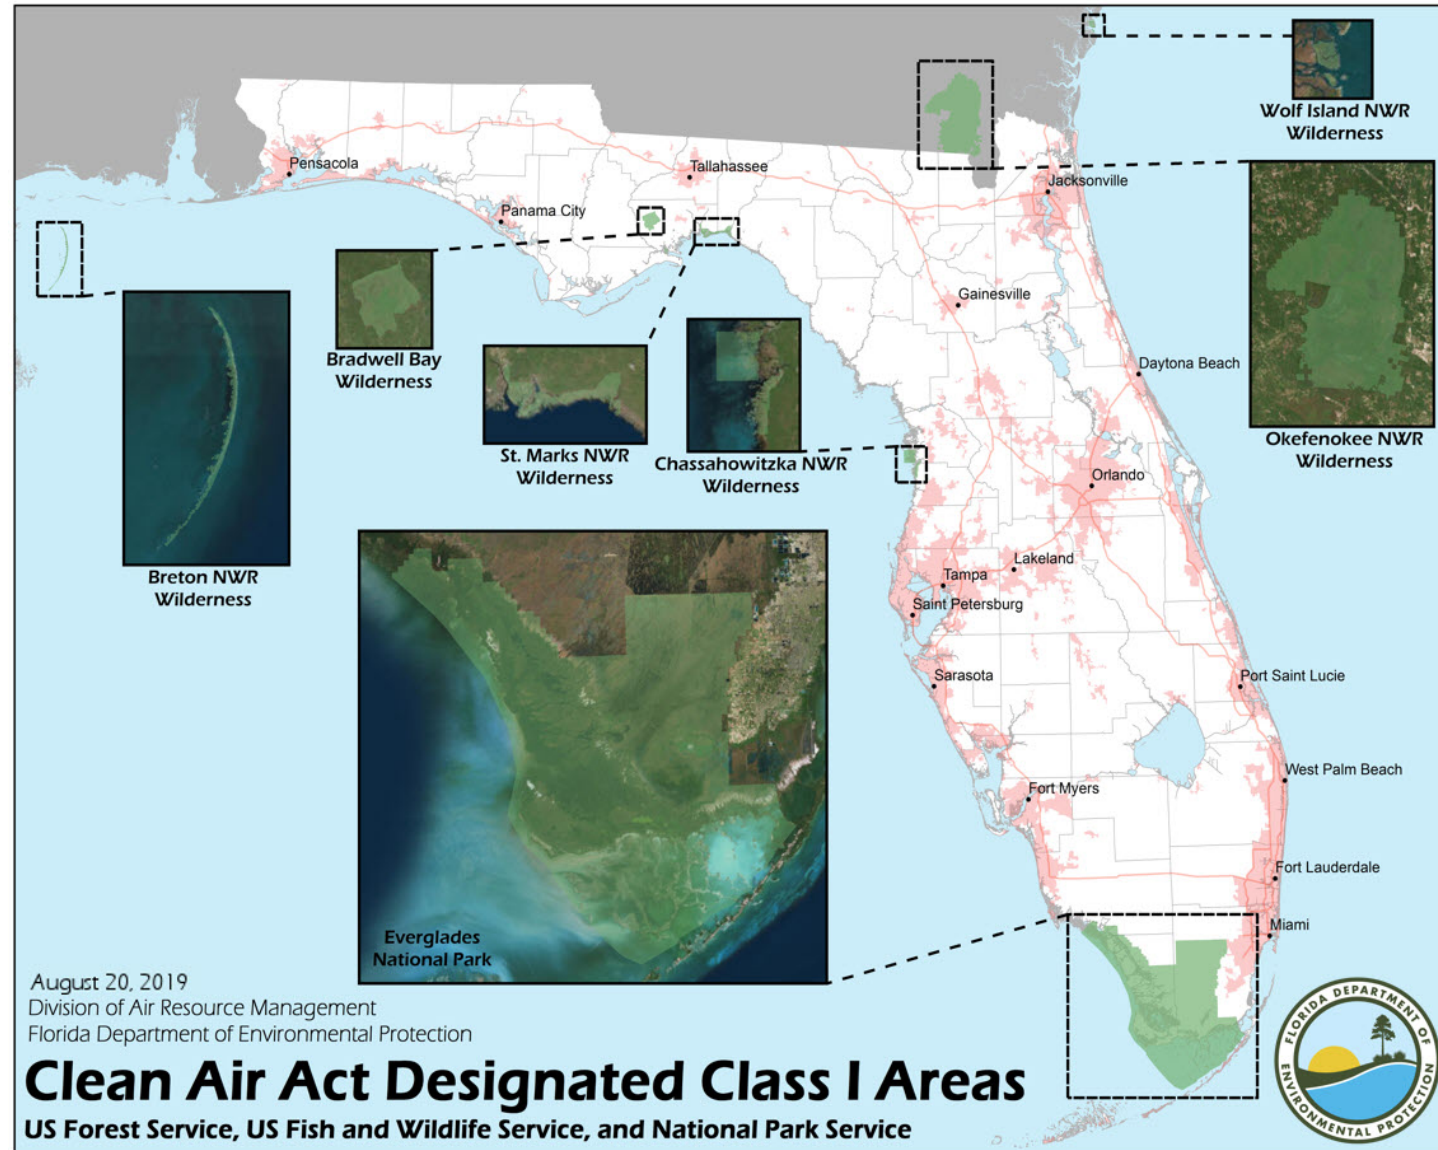 Wolf Island NWR
Wilderness
Pensacola
Tallahassee
Jacksonville
Panama City
Bradwell Bay
Wilderness
Gainesville
Daytona Beach
St. Marks NWR
Wilderness
Chassahowitzka NWR
Wilderness
Okefenokee NWR
Wilderness
Orlando
Breton NWR
Wilderness
Lakeland
Tampa
Saint Petersburg
Sarasota
Port Saint Lucie
West Palm Beach
Fort Myers
Fort Lauderdale
Miami
Everglades
National Park
August 20, 2019
Division of Air Resource Management
Florida Department of Environmental Protection
Clean Air Act Designated Class I Areas
US Forest Service, US Fish and Wildlife Service, and National Park Service
FLORIDA DEPARTMENT OF
ENVIRONMENTAL PROTECTION